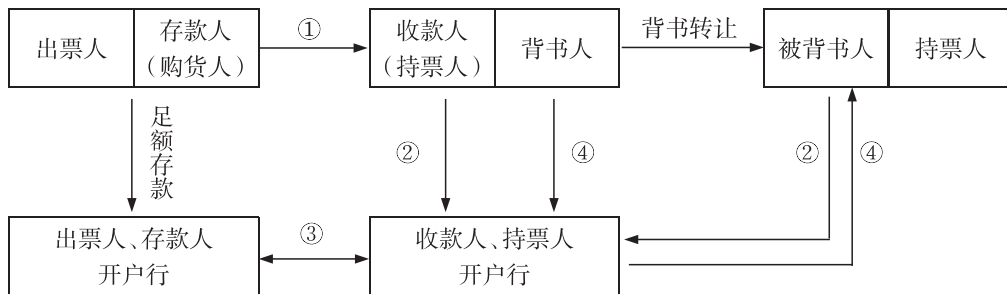 出票人
存款人
（购货人）
①
收款人
（持票人）
背书人
背书转让
被背书人
持票人
足额存款
②
④
②
④
出票人、存款人
开户行
③
收款人、持票人
开户行